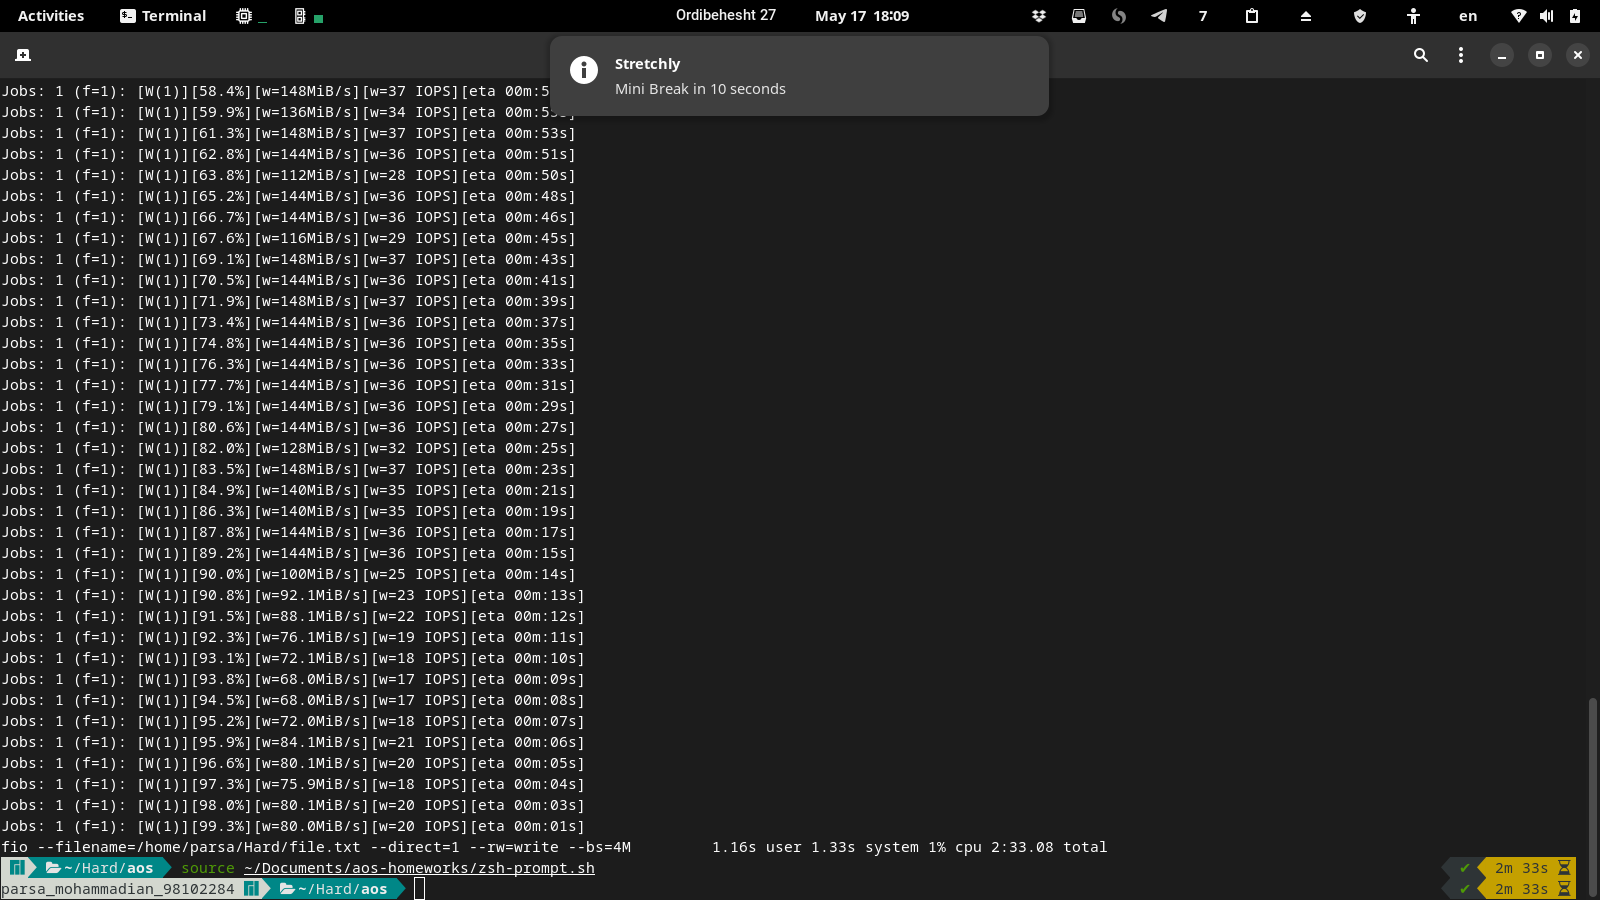 Activities Terminal Ordibehesht 27 May 17 18:09 7 en
Stretchly
Mini Break in 10 seconds
Jobs: 1 (f=1): [W(1)][58.4%][w=148MiB/s][w=37 IOPS][eta 00m:5
Jobs: 1 (f=1): [W(1)][59.9%][w=136MiB/s][w=34 IOPS][eta 00m:55s]
Jobs: 1 (f=1): [W(1)][61.3%][w=148MiB/s][w=37 IOPS][eta 00m:53s]
Jobs: 1 (f=1): [W(1)][62.8%][w=144MiB/s][w=36 IOPS][eta 00m:51s]
Jobs: 1 (f=1): [W(1)][63.8%][w=112MiB/s][w=28 IOPS][eta 00m:50s]
Jobs: 1 (f=1): [W(1)][65.2%][w=144MiB/s][w=36 IOPS][eta 00m:48s]
Jobs: 1 (f=1): [W(1)][66.7%][w=144MiB/s][w=36 IOPS][eta 00m:46s]
Jobs: 1 (f=1): [W(1)][67.6%][w=116MiB/s][w=29 IOPS][eta 00m:45s]
Jobs: 1 (f=1): [W(1)][69.1%][w=148MiB/s][w=37 IOPS][eta 00m:43s]
Jobs: 1 (f=1): [W(1)][70.5%][w=144MiB/s][w=36 IOPS][eta 00m:41s]
Jobs: 1 (f=1): [W(1)][71.9%][w=148MiB/s][w=37 IOPS][eta 00m:39s]
Jobs: 1 (f=1): [W(1)][73.4%][w=144MiB/s][w=36 IOPS][eta 00m:37s]
Jobs: 1 (f=1): [W(1)][74.8%][w=144MiB/s][w=36 IOPS][eta 00m:35s]
Jobs: 1 (f=1): [W(1)][76.3%][w=144MiB/s][w=36 IOPS][eta 00m:33s]
Jobs: 1 (f=1): [W(1)][77.7%][w=144MiB/s][w=36 IOPS][eta 00m:31s]
Jobs: 1 (f=1): [W(1)][79.1%][w=144MiB/s][w=36 IOPS][eta 00m:29s]
Jobs: 1 (f=1): [W(1)][80.6%][w=144MiB/s][w=36 IOPS][eta 00m:27s]
Jobs: 1 (f=1): [W(1)][82.0%][w=128MiB/s][w=32 IOPS][eta 00m:25s]
Jobs: 1 (f=1): [W(1)][83.5%][w=148MiB/s][w=37 IOPS][eta 00m:23s]
Jobs: 1 (f=1): [W(1)][84.9%][w=140MiB/s][w=35 IOPS][eta 00m:21s]
Jobs: 1 (f=1): [W(1)][86.3%][w=140MiB/s][w=35 IOPS][eta 00m:19s]
Jobs: 1 (f=1): [W(1)][87.8%][w=144MiB/s][w=36 IOPS][eta 00m:17s]
Jobs: 1 (f=1): [W(1)][89.2%][w=144MiB/s][w=36 IOPS][eta 00m:15s]
Jobs: 1 (f=1): [W(1)][90.0%][w=100MiB/s][w=25 IOPS][eta 00m:14s]
Jobs: 1 (f=1): [W(1)][90.8%][w=92.1MiB/s][w=23 IOPS][eta 00m:13s]
Jobs: 1 (f=1): [W(1)][91.5%][w=88.1MiB/s][w=22 IOPS][eta 00m:12s]
Jobs: 1 (f=1): [W(1)][92.3%][w=76.1MiB/s][w=19 IOPS][eta 00m:11s]
Jobs: 1 (f=1): [W(1)][93.1%][w=72.1MiB/s][w=18 IOPS][eta 00m:10s]
Jobs: 1 (f=1): [W(1)][93.8%][w=68.0MiB/s][w=17 IOPS][eta 00m:09s]
Jobs: 1 (f=1): [W(1)][94.5%][w=68.0MiB/s][w=17 IOPS][eta 00m:08s]
Jobs: 1 (f=1): [W(1)][95.2%][w=72.0MiB/s][w=18 IOPS][eta 00m:07s]
Jobs: 1 (f=1): [W(1)][95.9%][w=84.1MiB/s][w=21 IOPS][eta 00m:06s]
Jobs: 1 (f=1): [W(1)][96.6%][w=80.1MiB/s][w=20 IOPS][eta 00m:05s]
Jobs: 1 (f=1): [W(1)][97.3%][w=75.9MiB/s][w=18 IOPS][eta 00m:04s]
Jobs: 1 (f=1): [W(1)][98.0%][w=80.1MiB/s][w=20 IOPS][eta 00m:03s]
Jobs: 1 (f=1): [W(1)][99.3%][w=80.0MiB/s][w=20 IOPS][eta 00m:01s]
fio --filename=/home/parsa/Hard/file.txt --direct=1 --rw=write --bs=4M 1.16s user 1.33s system 1% cpu 2:33.08 total
~/Hard/aos source ~/Documents/aos-homeworks/zsh-prompt.sh ✔ 2m 33s
parsa_mohammadian_98102284 ~/Hard/aos ✔ 2m 33s